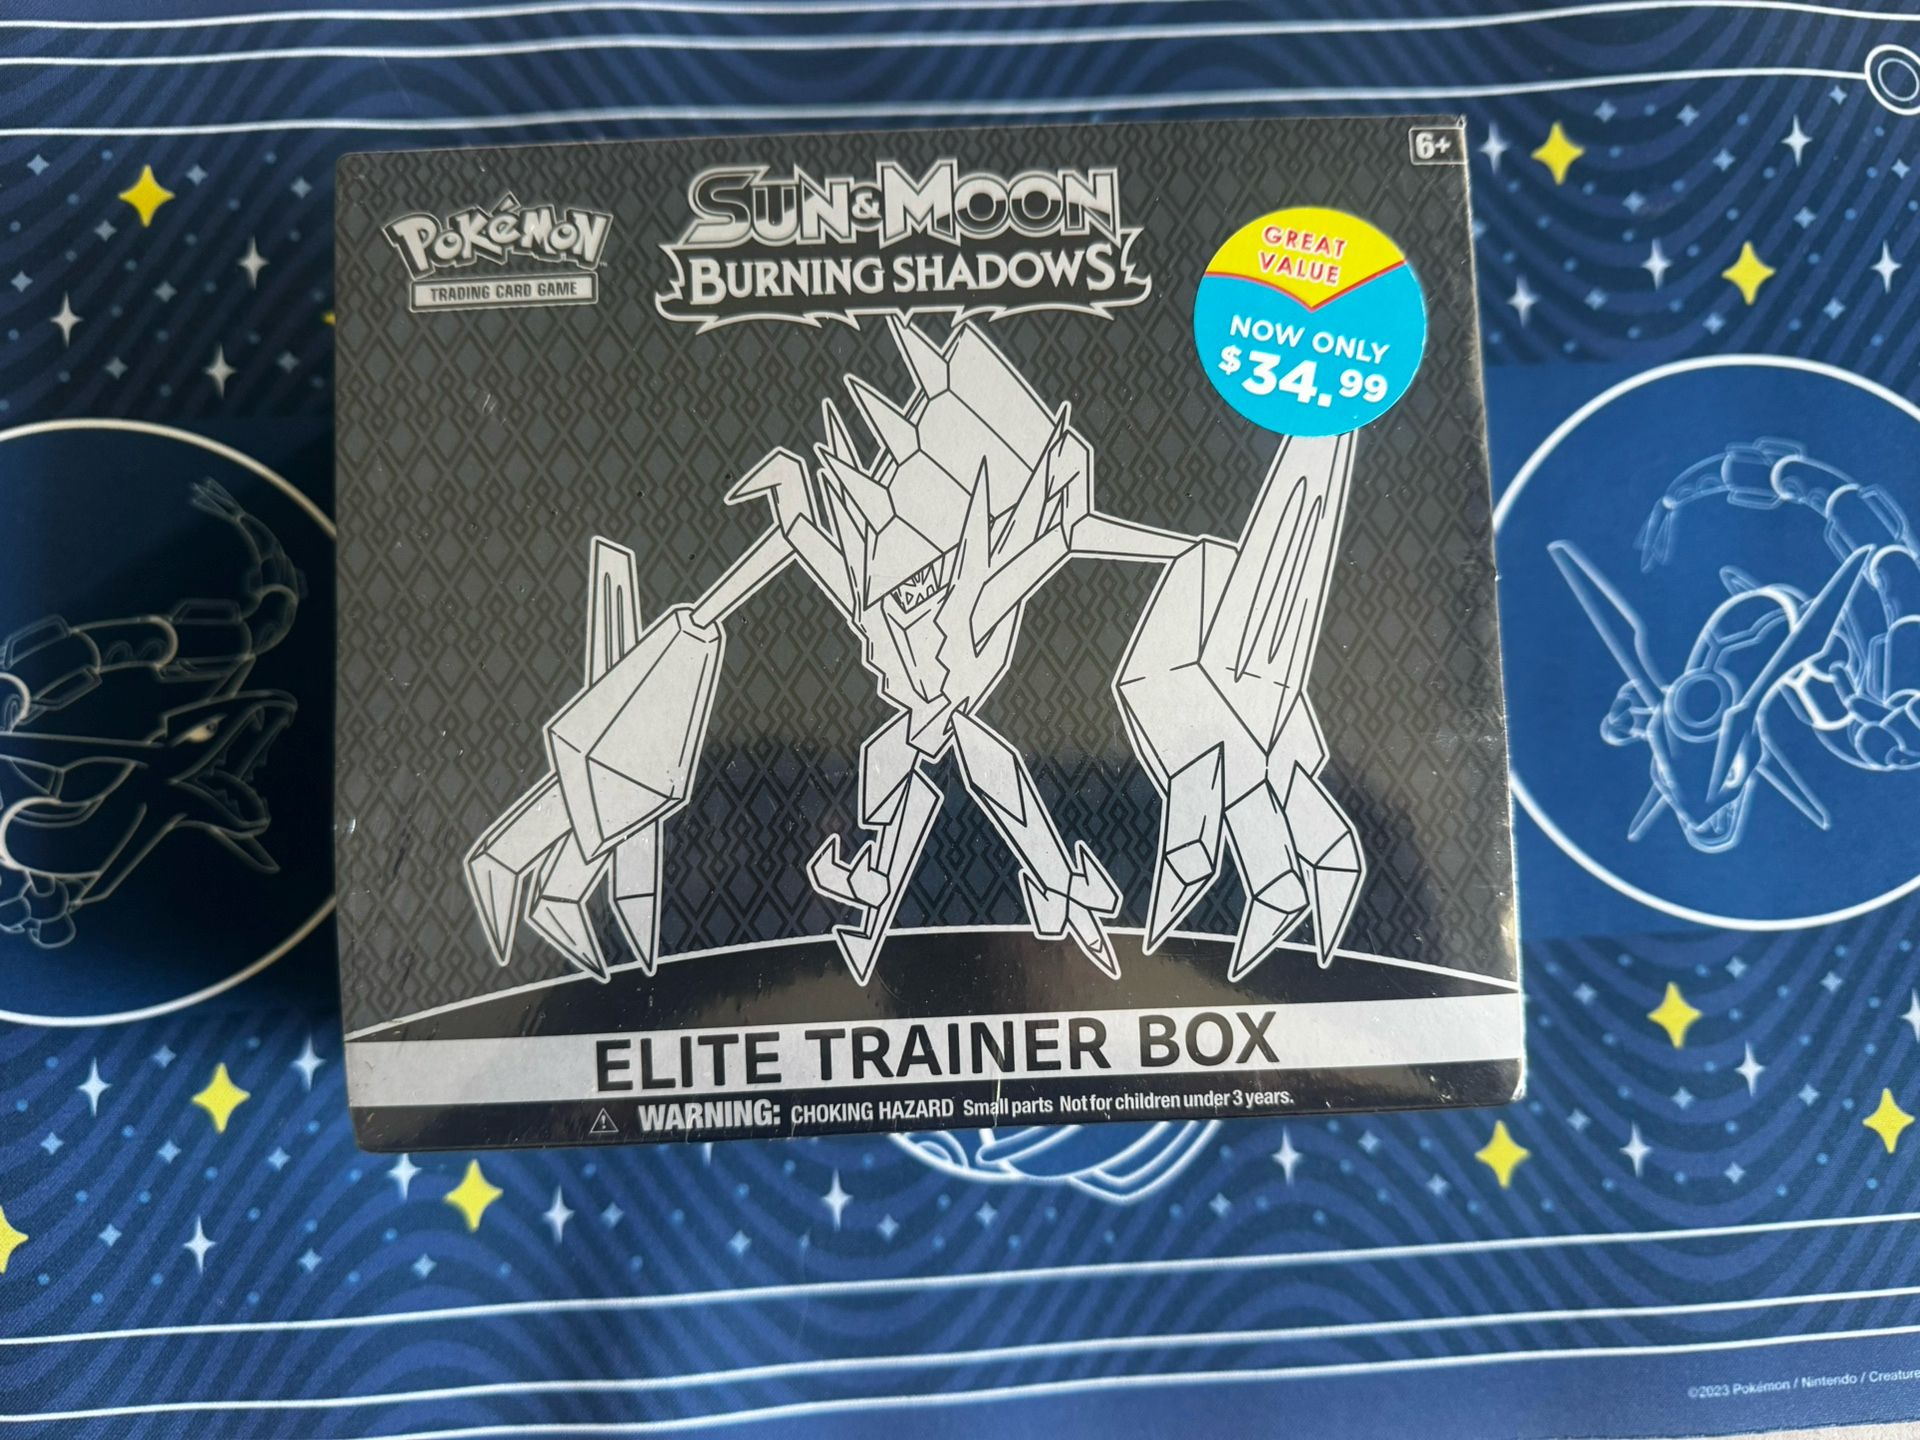 6+
Pokémon
TRADING CARD GAME
SUN & MOON
BURNING SHADOWS
GREAT
VALUE
NOW ONLY
$34.99
ELITE TRAINER BOX
WARNING: CHOKING HAZARD Small parts Not for children under 3 years.
©2023 Pokémon / Nintendo / Creature